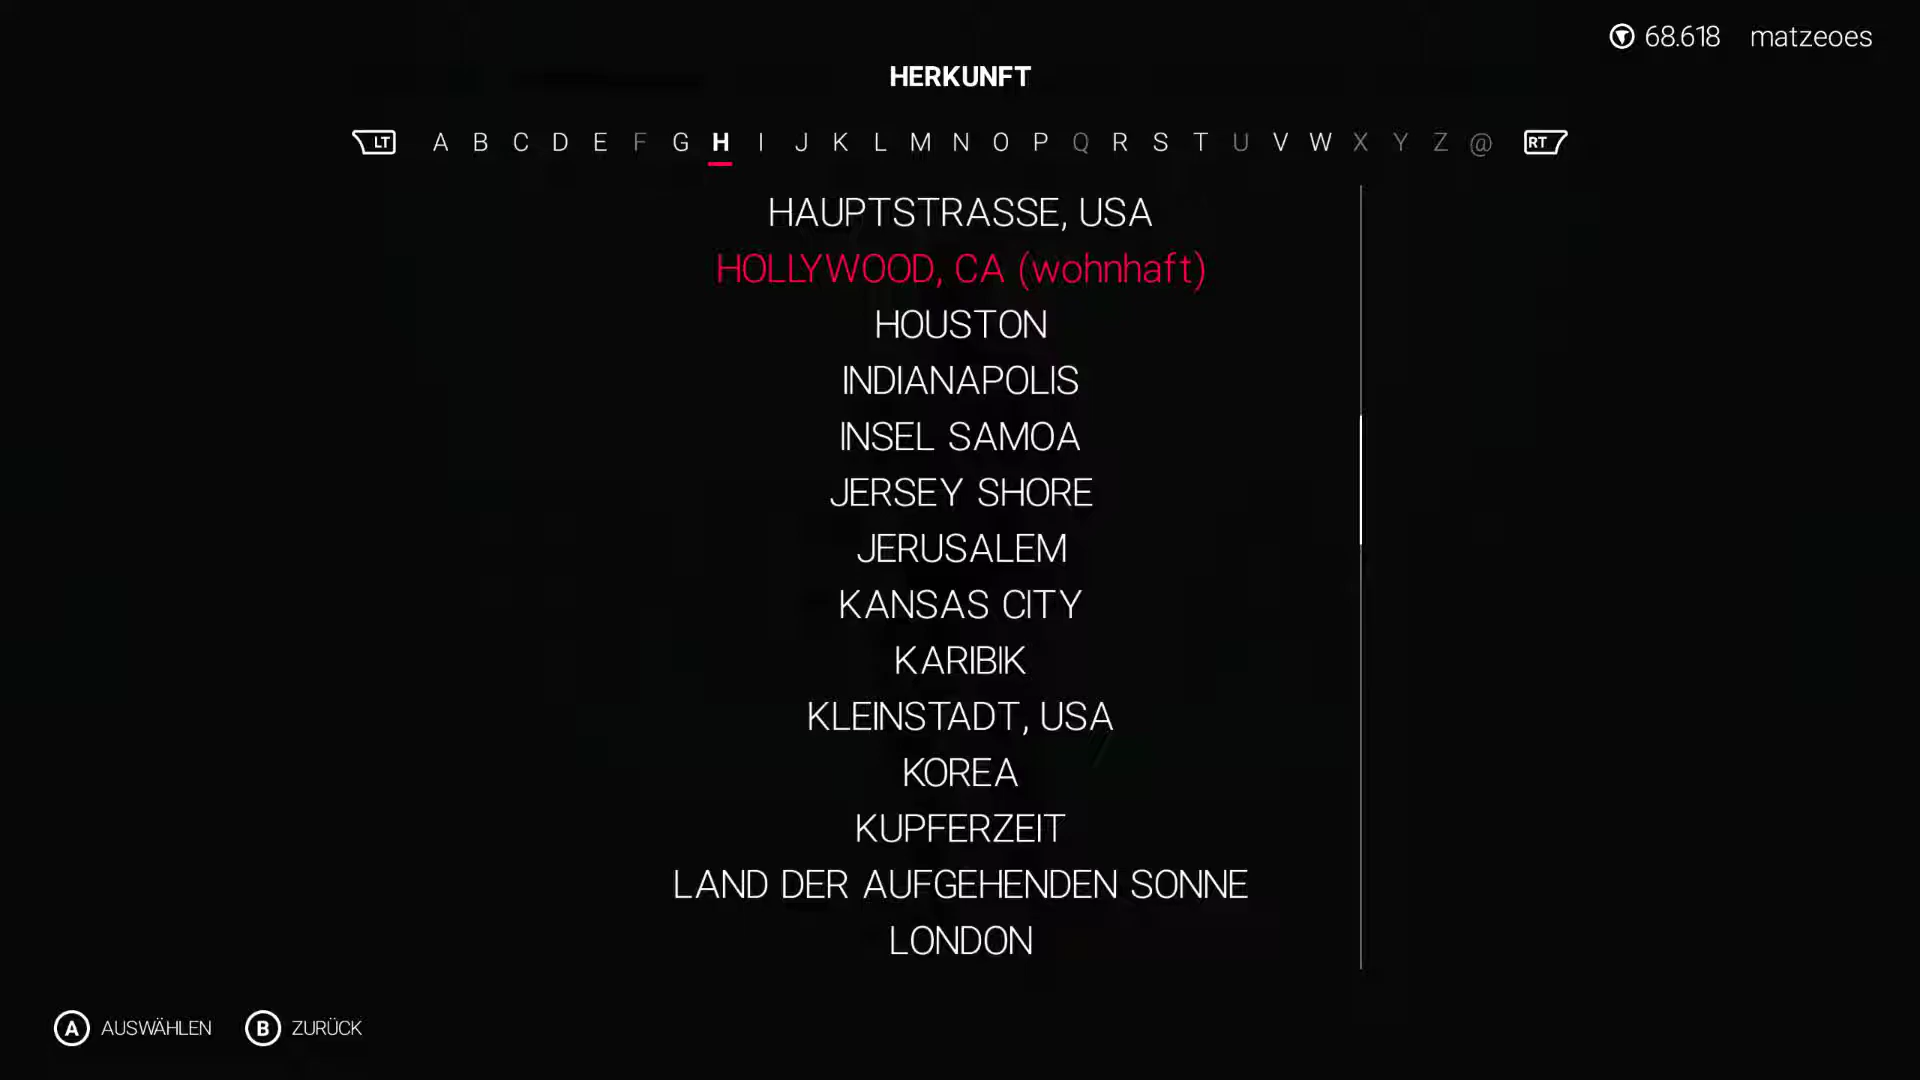 68.618 matzeoes
HERKUNFT
LT A B C D E F G H I J K L M N O P Q R S T U V W X Y Z @ RT
HAUPTSTRASSE, USA
HOLLYWOOD, CA (wohnhaft)
HOUSTON
INDIANAPOLIS
INSEL SAMOA
JERSEY SHORE
JERUSALEM
KANSAS CITY
KARIBIK
KLEINSTADT, USA
KOREA
KUPFERZEIT
LAND DER AUFGEHENDEN SONNE
LONDON
A AUSWÄHLEN B ZURÜCK